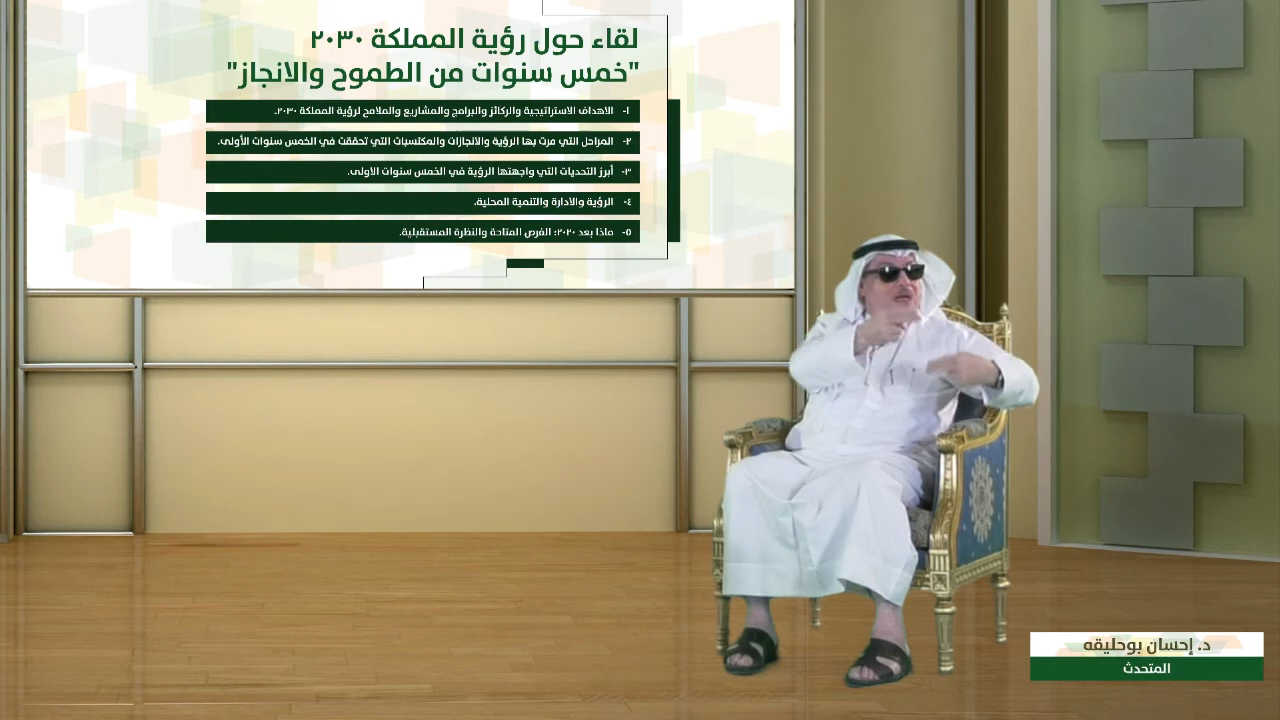 لقاء حول رؤية المملكة ٢٠٣٠
"خمس سنوات من الطموح والانجاز"
١- الاهداف الاستراتيجية والركائز والبرامج والمشاريع والملامح لرؤية المملكة ٢٠٣٠.
٢- المراحل التي مرت بها الرؤية والانجازات والمكتسبات التي تحققت في الخمس سنوات الأولى.
٣- أبرز التحديات التي واجهتها الرؤية في الخمس سنوات الاولى.
٤- الرؤية والادارة والتنمية المحلية.
٥- ماذا بعد ٢٠٢٠: الفرص المتاحة والنظرة المستقبلية.
د. إحسان بوحليقه
المتحدث